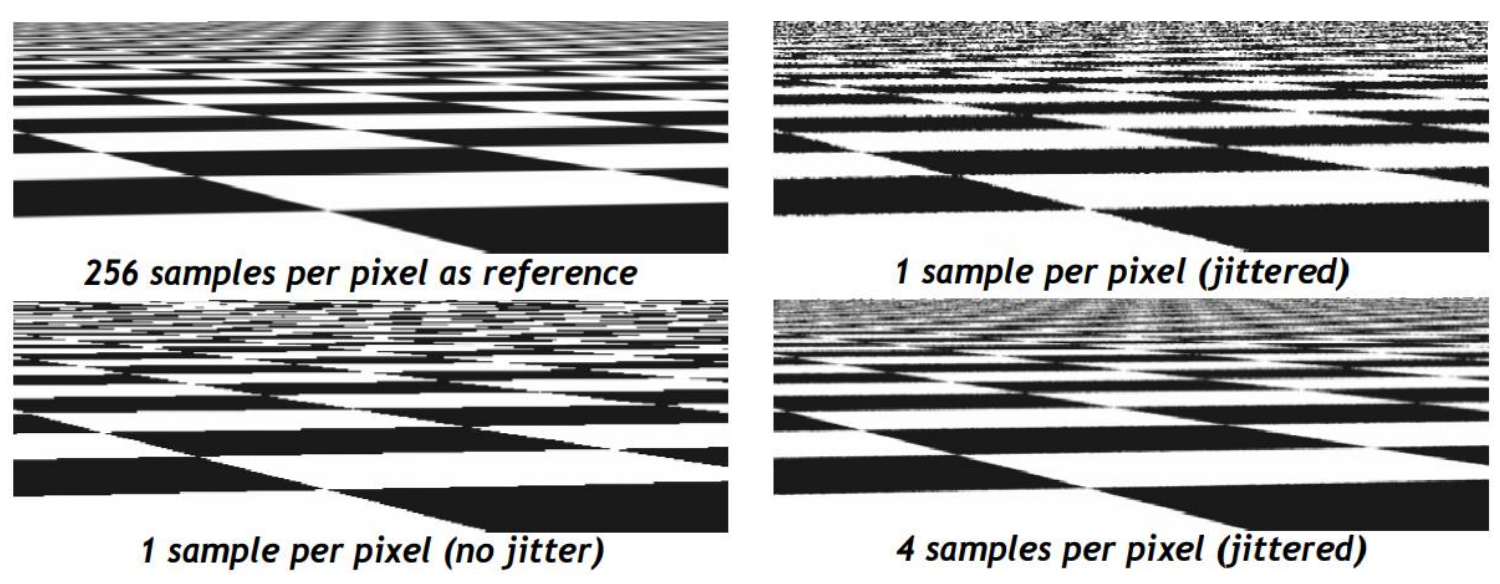 256 samples per pixel as reference
1 sample per pixel (jittered)
1 sample per pixel (no jitter)
4 samples per pixel (jittered)